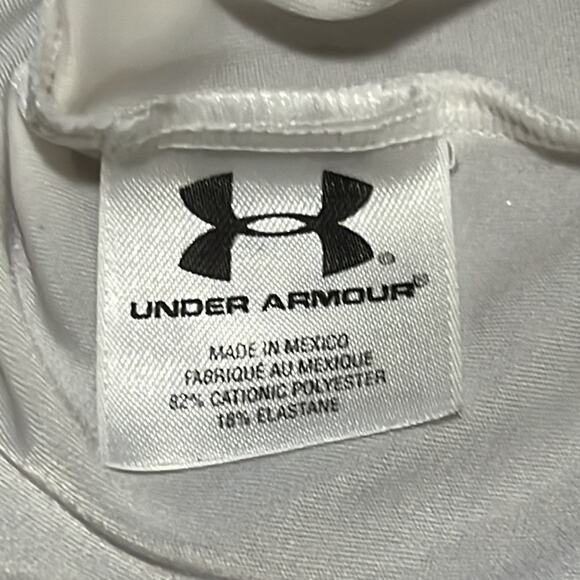 UNDER ARMOUR®
MADE IN MEXICO
FABRIQUÉ AU MEXIQUE
82% CATIONIC POLYESTER
18% ELASTANE